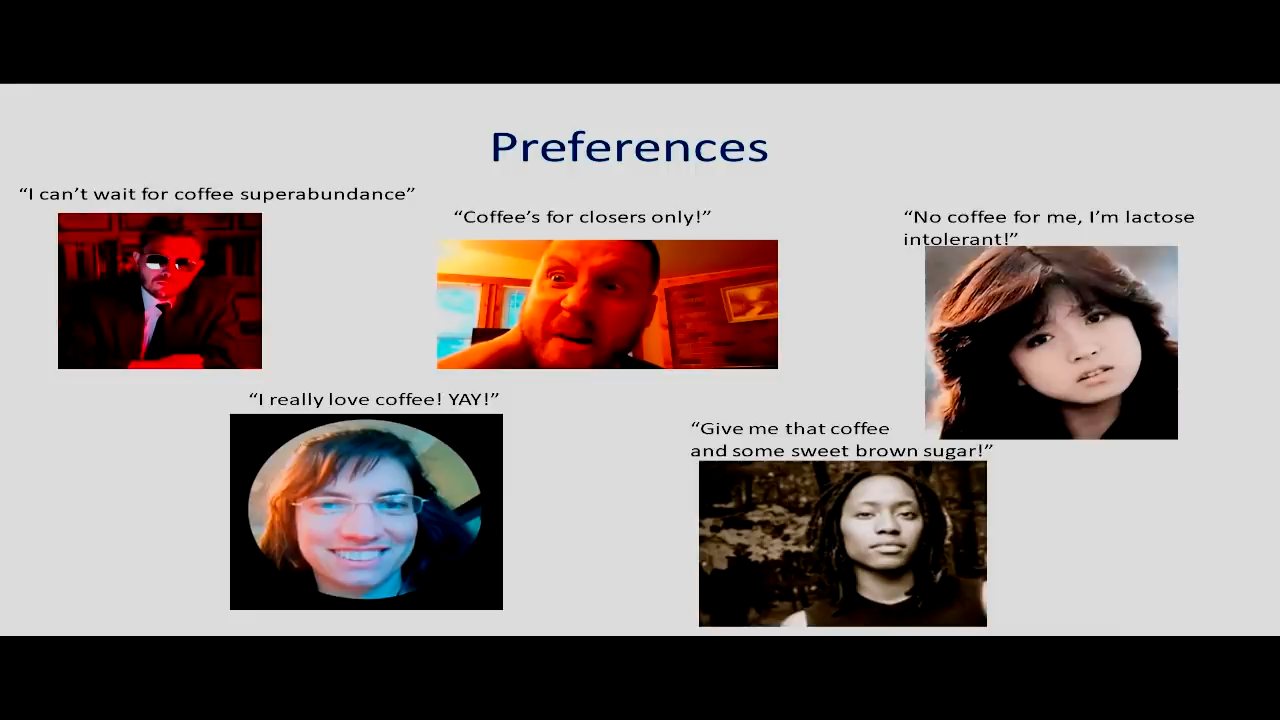 Preferences
“I can’t wait for coffee superabundance”
“Coffee’s for closers only!”
“No coffee for me, I’m lactose
intolerant!”
“I really love coffee! YAY!”
“Give me that coffee
and some sweet brown sugar!”